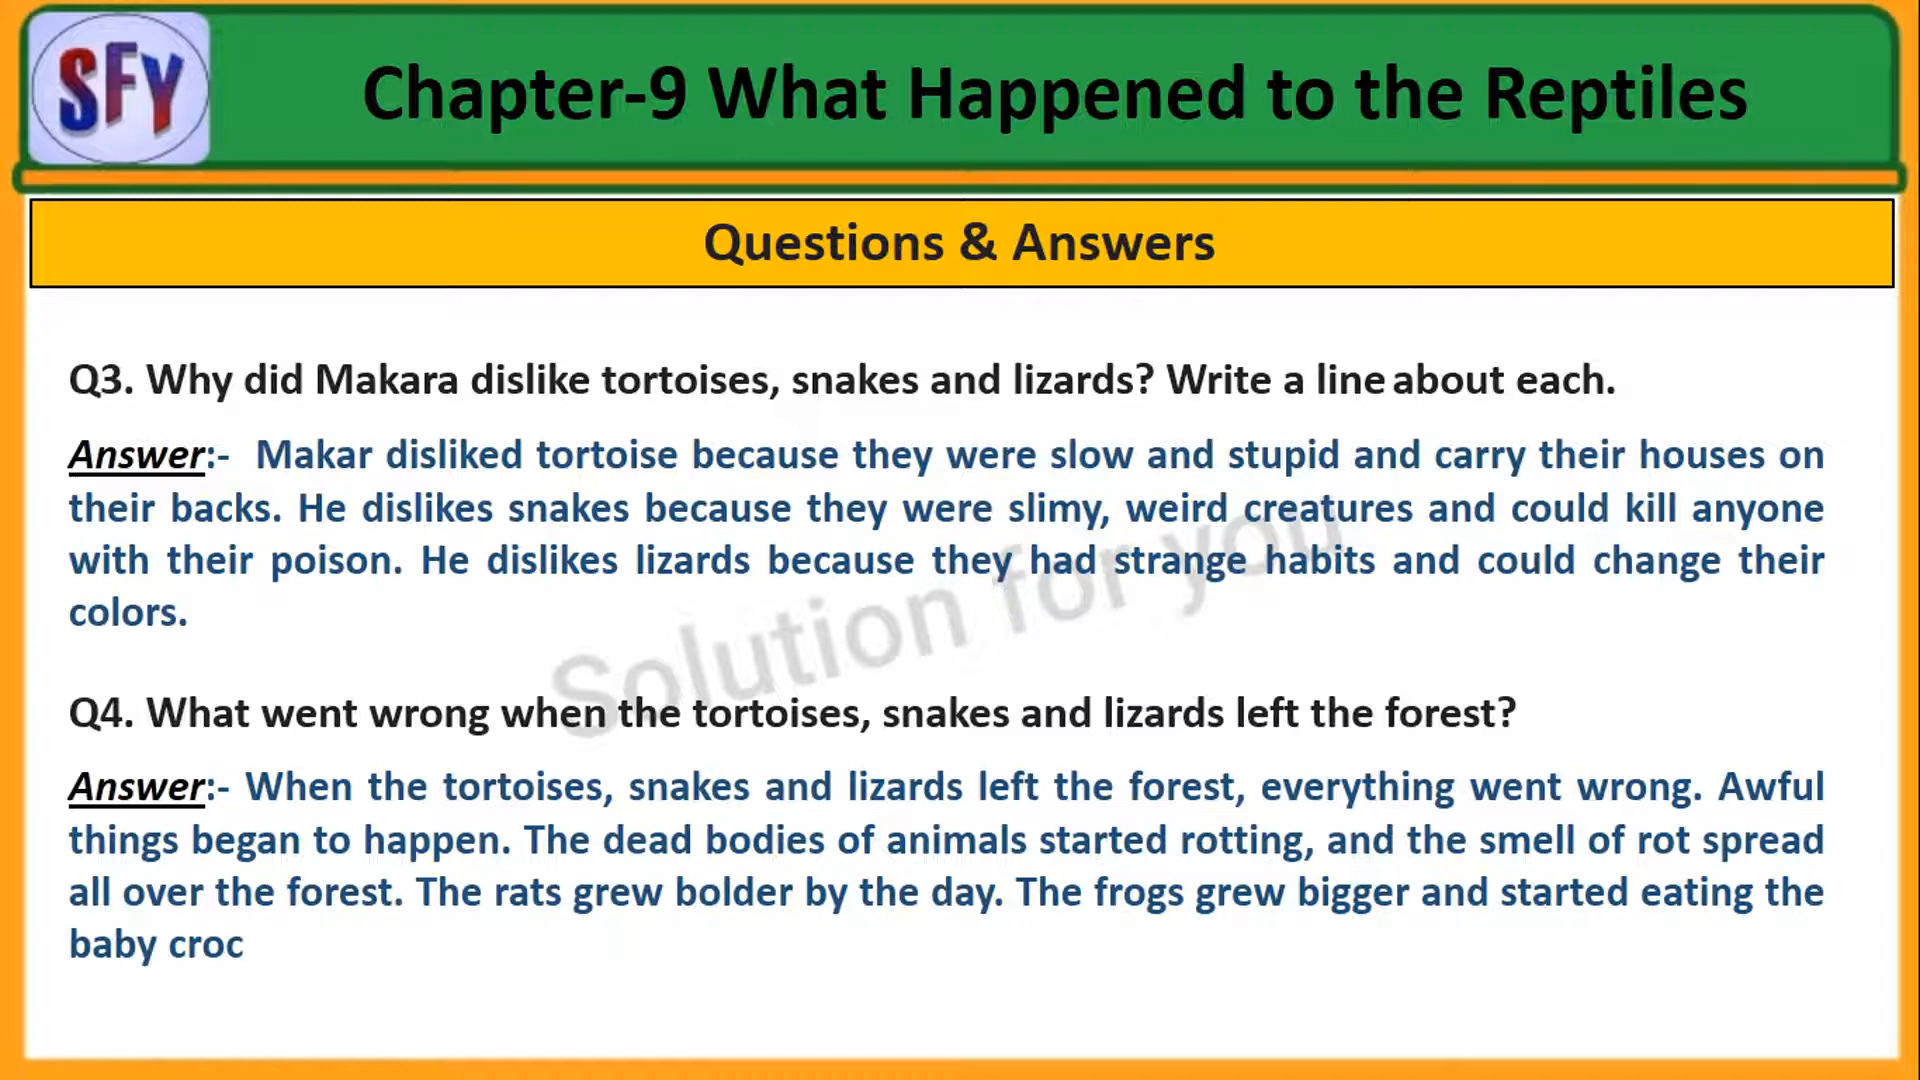 SFY
Chapter-9 What Happened to the Reptiles
Questions & Answers
Q3. Why did Makara dislike tortoises, snakes and lizards? Write a line about each.
Answer:- Makar disliked tortoise because they were slow and stupid and carry their houses on
their backs. He dislikes snakes because they were slimy, weird creatures and could kill anyone
with their poison. He dislikes lizards because they had strange habits and could change their
colors.
Solution for you
Q4. What went wrong when the tortoises, snakes and lizards left the forest?
Answer:- When the tortoises, snakes and lizards left the forest, everything went wrong. Awful
things began to happen. The dead bodies of animals started rotting, and the smell of rot spread
all over the forest. The rats grew bolder by the day. The frogs grew bigger and started eating the
baby croc